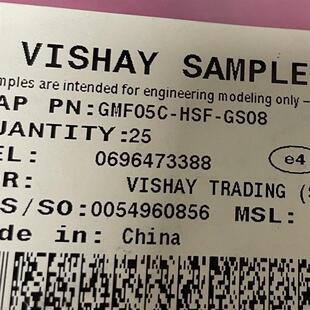 VISHAY SAMPLE
mples are intended for engineering modeling only –
AP PN:GMF05C-HSF-GS08
UANTITY:25
EL: 0696473388 e4
R: VISHAY TRADING (S
S/SO:0054960856 MSL:
de in: China